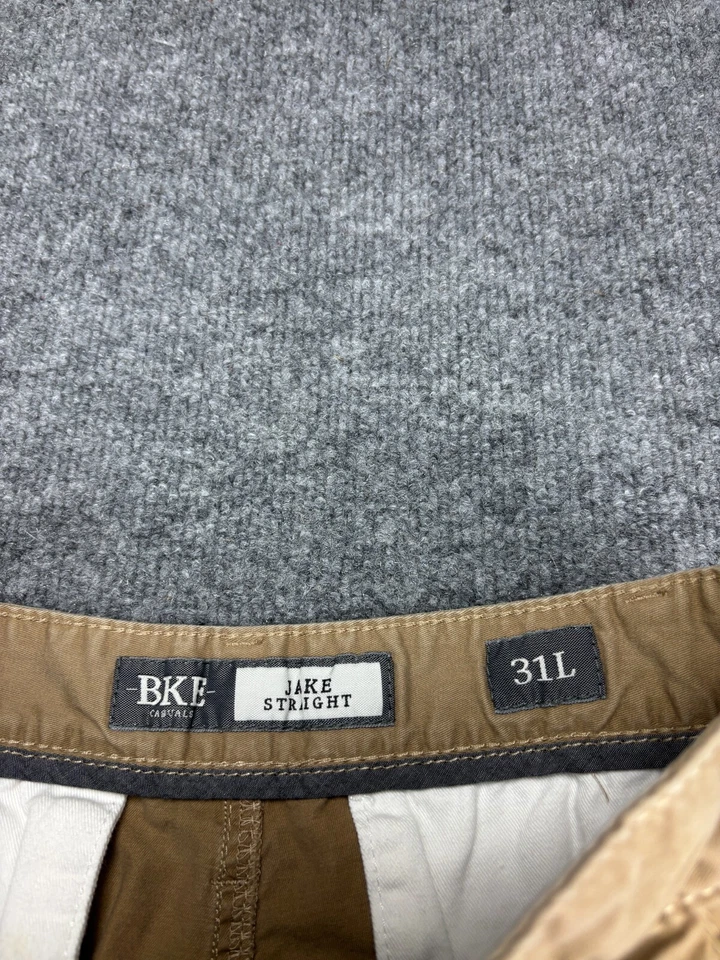 -BKE-
CASUALS
JAKE
STRAIGHT
31L